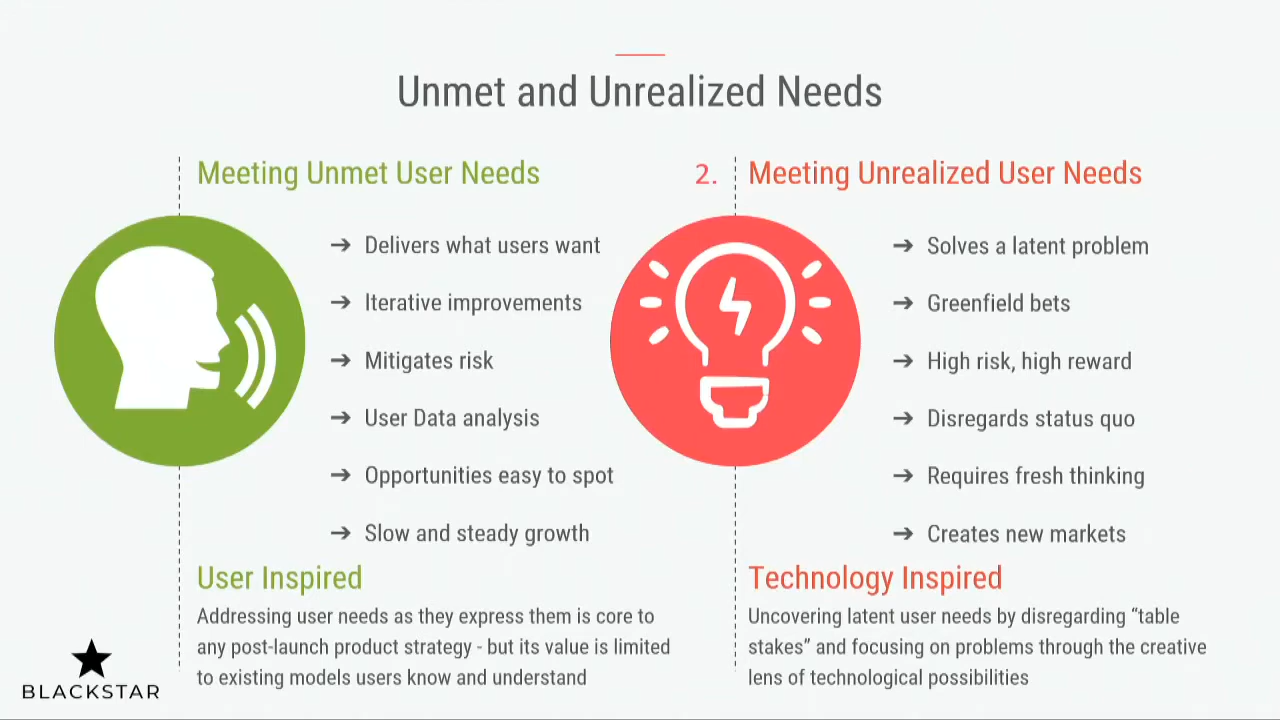 Unmet and Unrealized Needs
Meeting Unmet User Needs
➔ Delivers what users want
➔ Iterative improvements
➔ Mitigates risk
➔ User Data analysis
➔ Opportunities easy to spot
➔ Slow and steady growth
User Inspired
Addressing user needs as they express them is core to
any post-launch product strategy - but its value is limited
to existing models users know and understand
2. Meeting Unrealized User Needs
➔ Solves a latent problem
➔ Greenfield bets
➔ High risk, high reward
➔ Disregards status quo
➔ Requires fresh thinking
➔ Creates new markets
Technology Inspired
Uncovering latent user needs by disregarding “table
stakes” and focusing on problems through the creative
lens of technological possibilities
BLACKSTAR